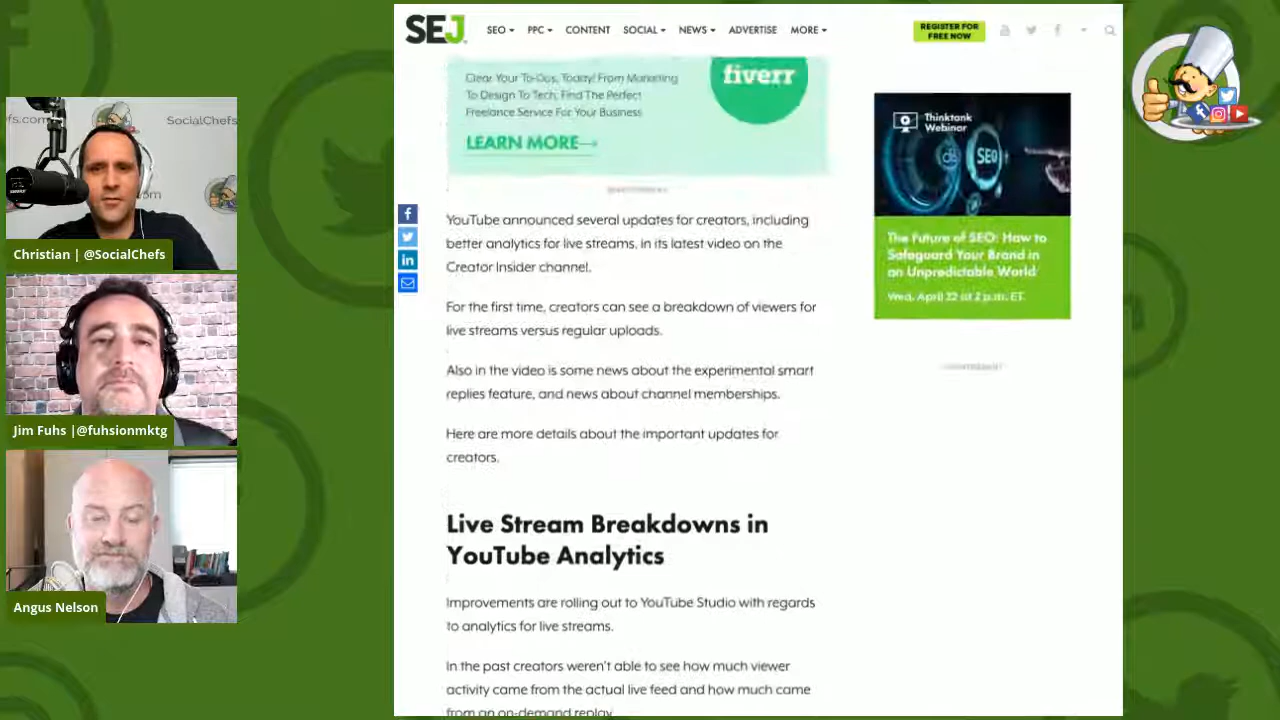 SEJ
SEO
PPC
CONTENT
SOCIAL
NEWS
ADVERTISE
MORE
REGISTER FOR
FREE NOW
Clear Your To-Dos, Today! From Marketing
To Design To Tech, Find The Perfect
Freelance Service For Your Business
LEARN MORE
fiverr
Thinktank
Webinar
SEO
The Future of SEO: How to
Safeguard Your Brand in
an Unpredictable World
Wed, April 22 at 2 p.m. ET.
ADVERTISEMENT
YouTube announced several updates for creators, including
better analytics for live streams, in its latest video on the
Creator Insider channel.
For the first time, creators can see a breakdown of viewers for
live streams versus regular uploads.
Also in the video is some news about the experimental smart
replies feature, and news about channel memberships.
Here are more details about the important updates for
creators.
Live Stream Breakdowns in
YouTube Analytics
Improvements are rolling out to YouTube Studio with regards
to analytics for live streams.
In the past creators weren't able to see how much viewer
activity came from the actual live feed and how much came
from an on-demand replay.
SocialChefs
Christian | @SocialChefs
Jim Fuhs |@fuhsionmktg
Angus Nelson